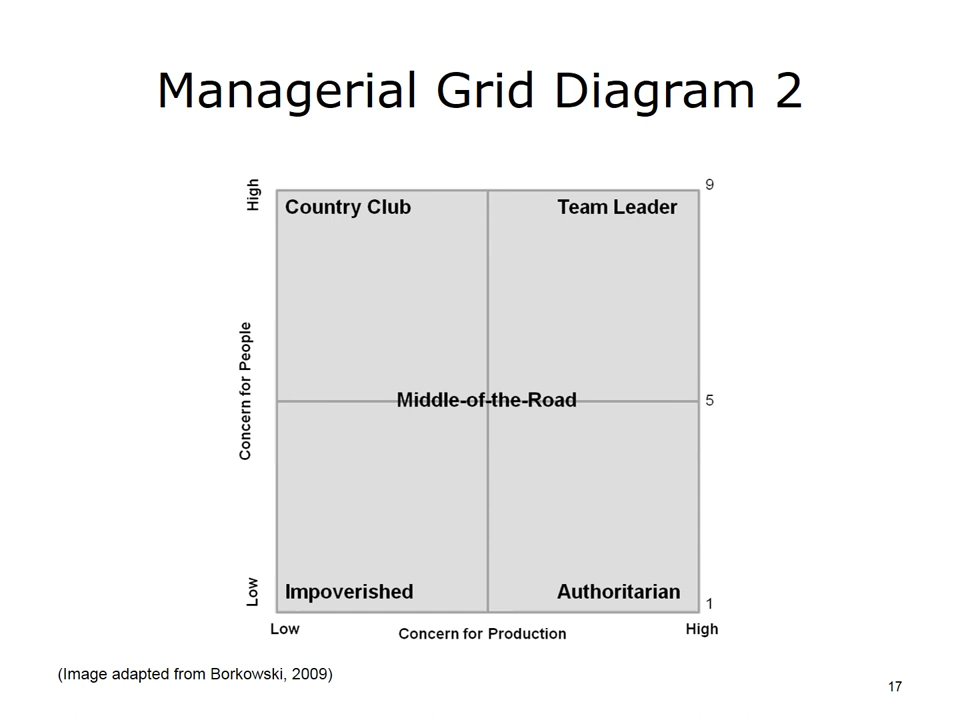 Managerial Grid Diagram 2
High
9
Country Club
Team Leader
Concern for People
Middle-of-the-Road
5
Low
Impoverished
Authoritarian
1
Low
Concern for Production
High
(Image adapted from Borkowski, 2009)
17